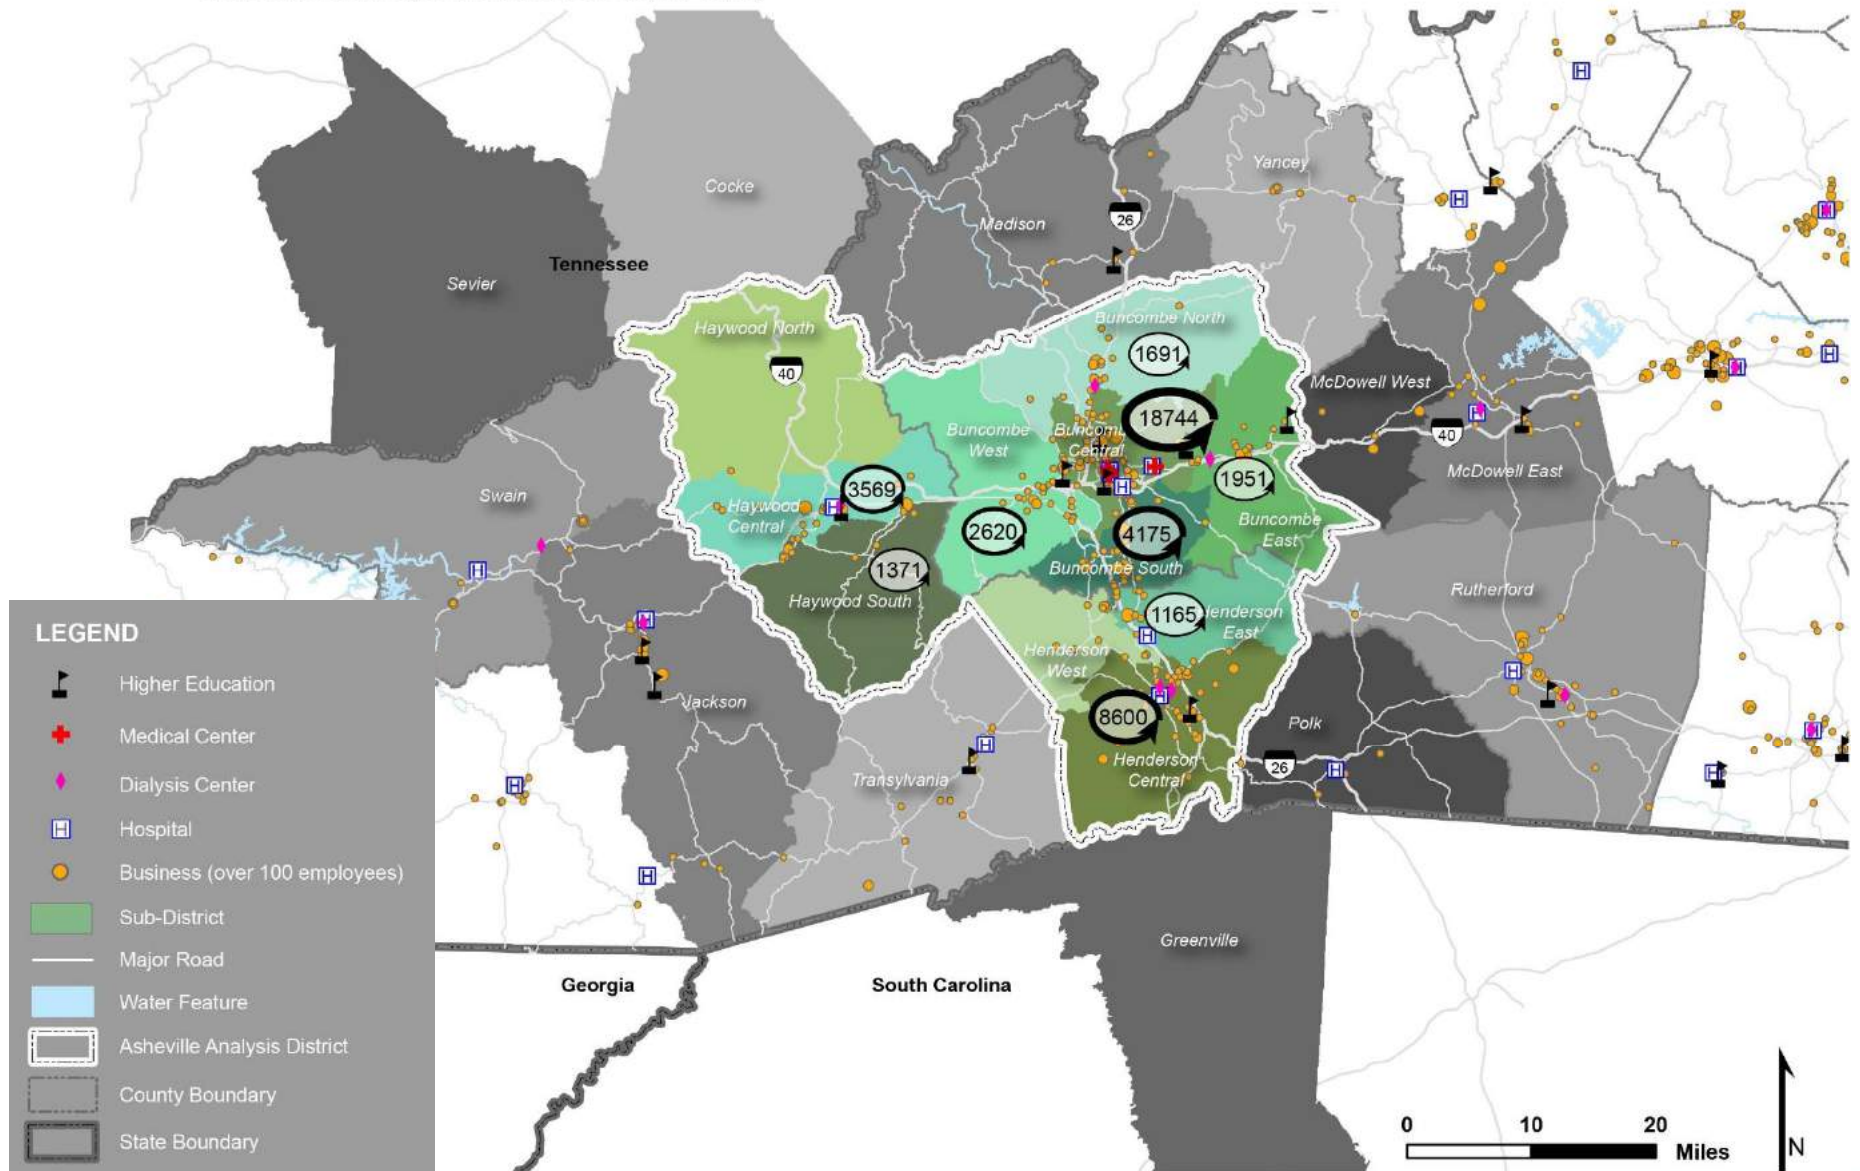 Yancey
Cocke
Madison
26
Tennessee
Sevier
Haywood North
Buncombe North
40
1691
McDowell West
18744
Buncombe
West
Central
40
1951
McDowell East
Swain
3569
Haywood
Central
2620
4175
Buncombe
East
1371
Buncombe South
Haywood South
1165
Henderson
East
Rutherford
Henderson
West
Jackson
8600
Polk
26
Henderson
Central
Transylvania
Greenville
Georgia
South Carolina
LEGEND
Higher Education
Medical Center
Dialysis Center
H Hospital
Business (over 100 employees)
Sub-District
Major Road
Water Feature
Asheville Analysis District
County Boundary
State Boundary
0 10 20
Miles
N